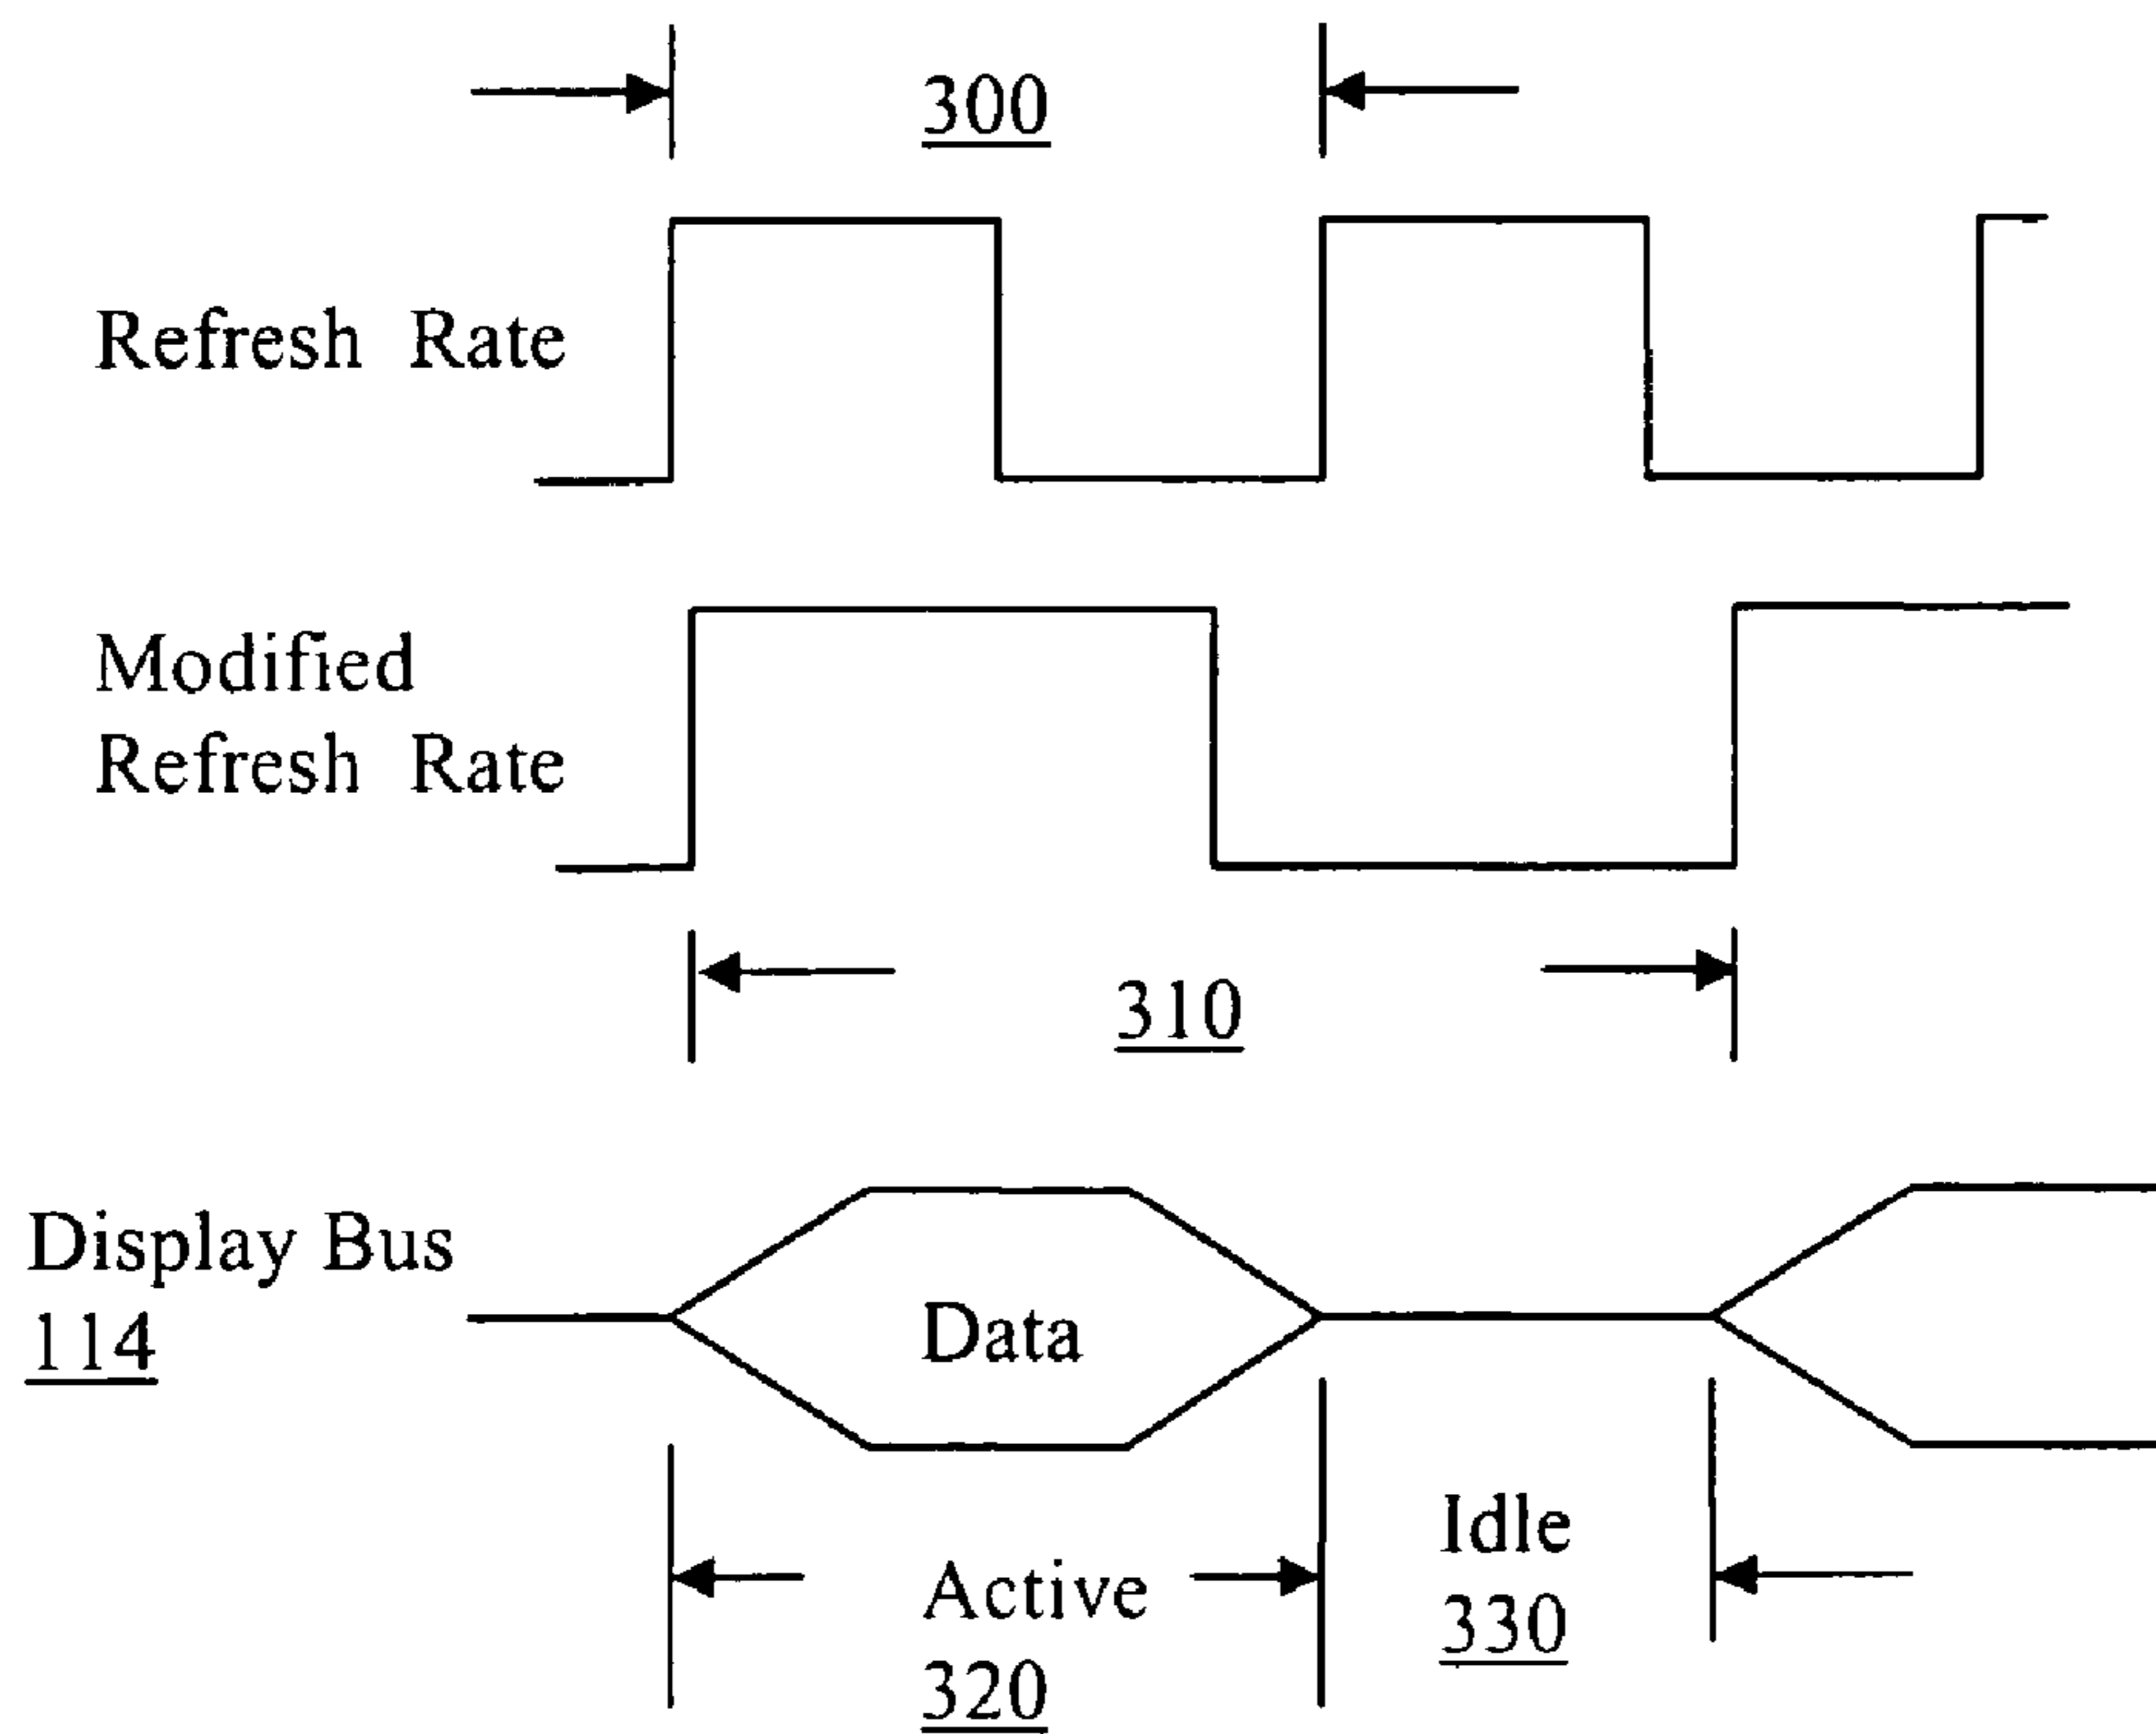 300
Refresh Rate
Modified
Refresh Rate
310
Display Bus
114
Data
Active
320
Idle
330